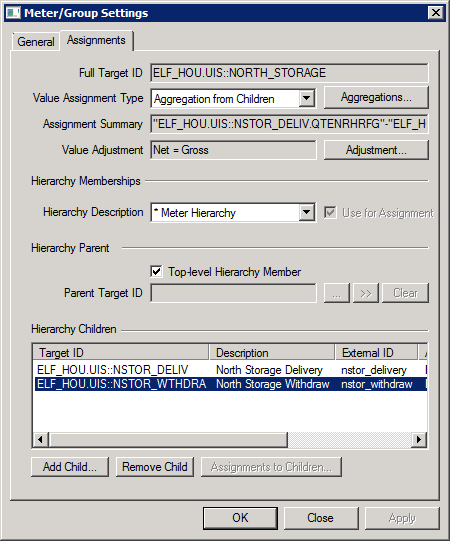 Meter/Group Settings
General Assignments
Full Target ID ELF_HOU.UIS::NORTH_STORAGE
Value Assignment Type Aggregation from Children Aggregations...
Assignment Summary "ELF_HOU.UIS::NSTOR_DELIV.QTENRHRFG"-"ELF_H
Value Adjustment Net = Gross Adjustment...
Hierarchy Memberships
Hierarchy Description * Meter Hierarchy Use for Assignment
Hierarchy Parent
Top-level Hierarchy Member
Parent Target ID ... >> Clear
Hierarchy Children
Target ID Description External ID
ELF_HOU.UIS::NSTOR_DELIV North Storage Delivery nstor_delivery
ELF_HOU.UIS::NSTOR_WTHDRA North Storage Withdraw nstor_withdraw
Add Child... Remove Child Assignments to Children...
OK Close Apply